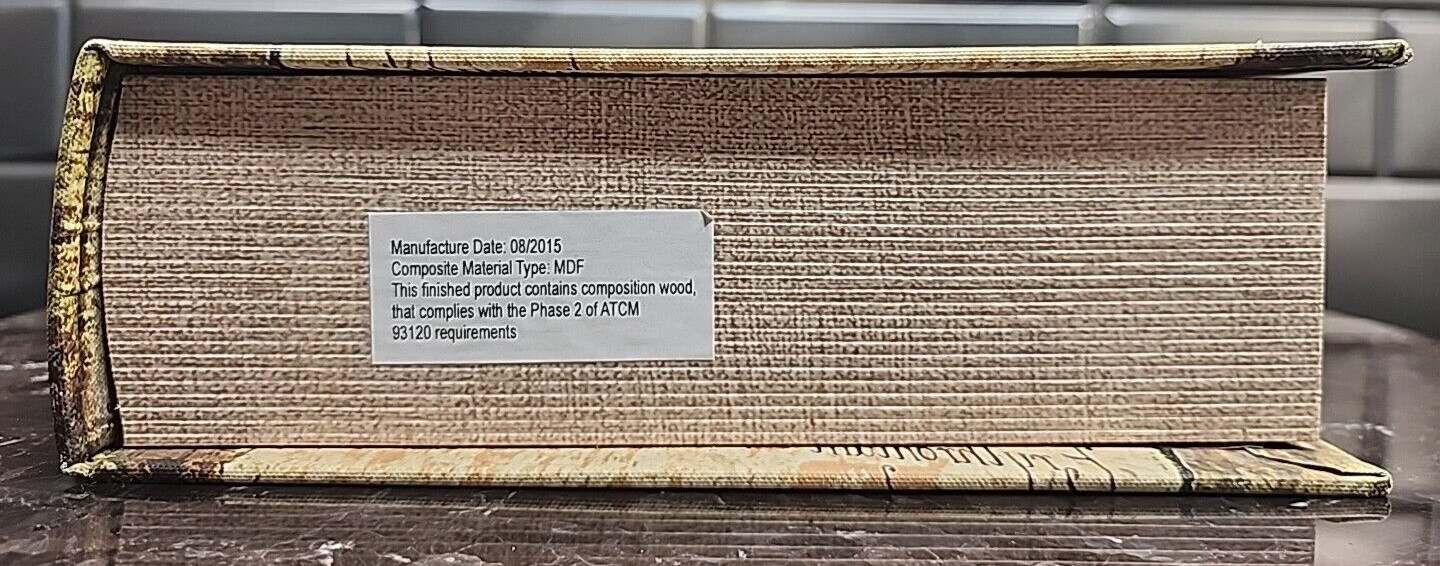 Manufacture Date: 08/2015
Composite Material Type: MDF
This finished product contains composition wood,
that complies with the Phase 2 of ATCM
93120 requirements